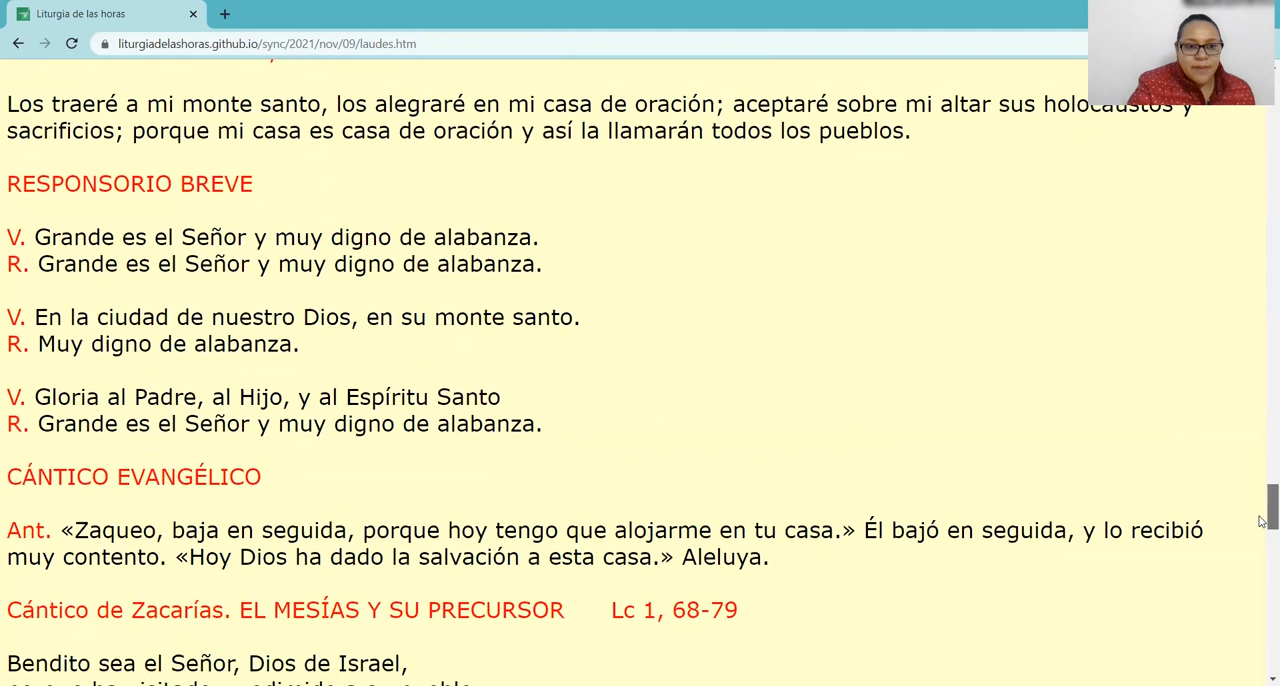 Liturgia de las horas
liturgiadelashoras.github.io/sync/2021/nov/09/laudes.htm
Los traeré a mi monte santo, los alegraré en mi casa de oración; aceptaré sobre mi altar sus holocaustos y
sacrificios; porque mi casa es casa de oración y así la llamarán todos los pueblos.
RESPONSORIO BREVE
V. Grande es el Señor y muy digno de alabanza.
R. Grande es el Señor y muy digno de alabanza.
V. En la ciudad de nuestro Dios, en su monte santo.
R. Muy digno de alabanza.
V. Gloria al Padre, al Hijo, y al Espíritu Santo
R. Grande es el Señor y muy digno de alabanza.
CÁNTICO EVANGÉLICO
Ant. «Zaqueo, baja en seguida, porque hoy tengo que alojarme en tu casa.» Él bajó en seguida, y lo recibió
muy contento. «Hoy Dios ha dado la salvación a esta casa.» Aleluya.
Cántico de Zacarías. EL MESÍAS Y SU PRECURSOR Lc 1, 68-79
Bendito sea el Señor, Dios de Israel,